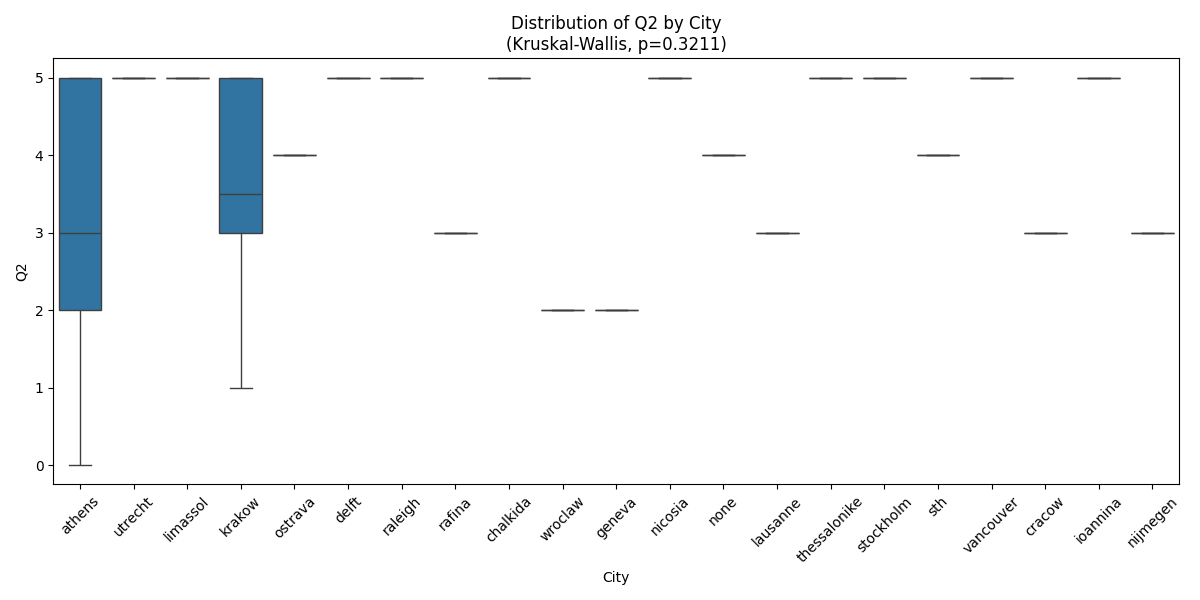 Distribution of Q2 by City
(Kruskal-Wallis, p=0.3211)
Q2
5
4
3
2
1
0
athens
utrecht
limassol
krakow
ostrava
delft
raleigh
rafina
chalkida
wroclaw
geneva
nicosia
none
lausanne
thessalonike
stockholm
sth
vancouver
cracow
ioannina
nijmegen
City